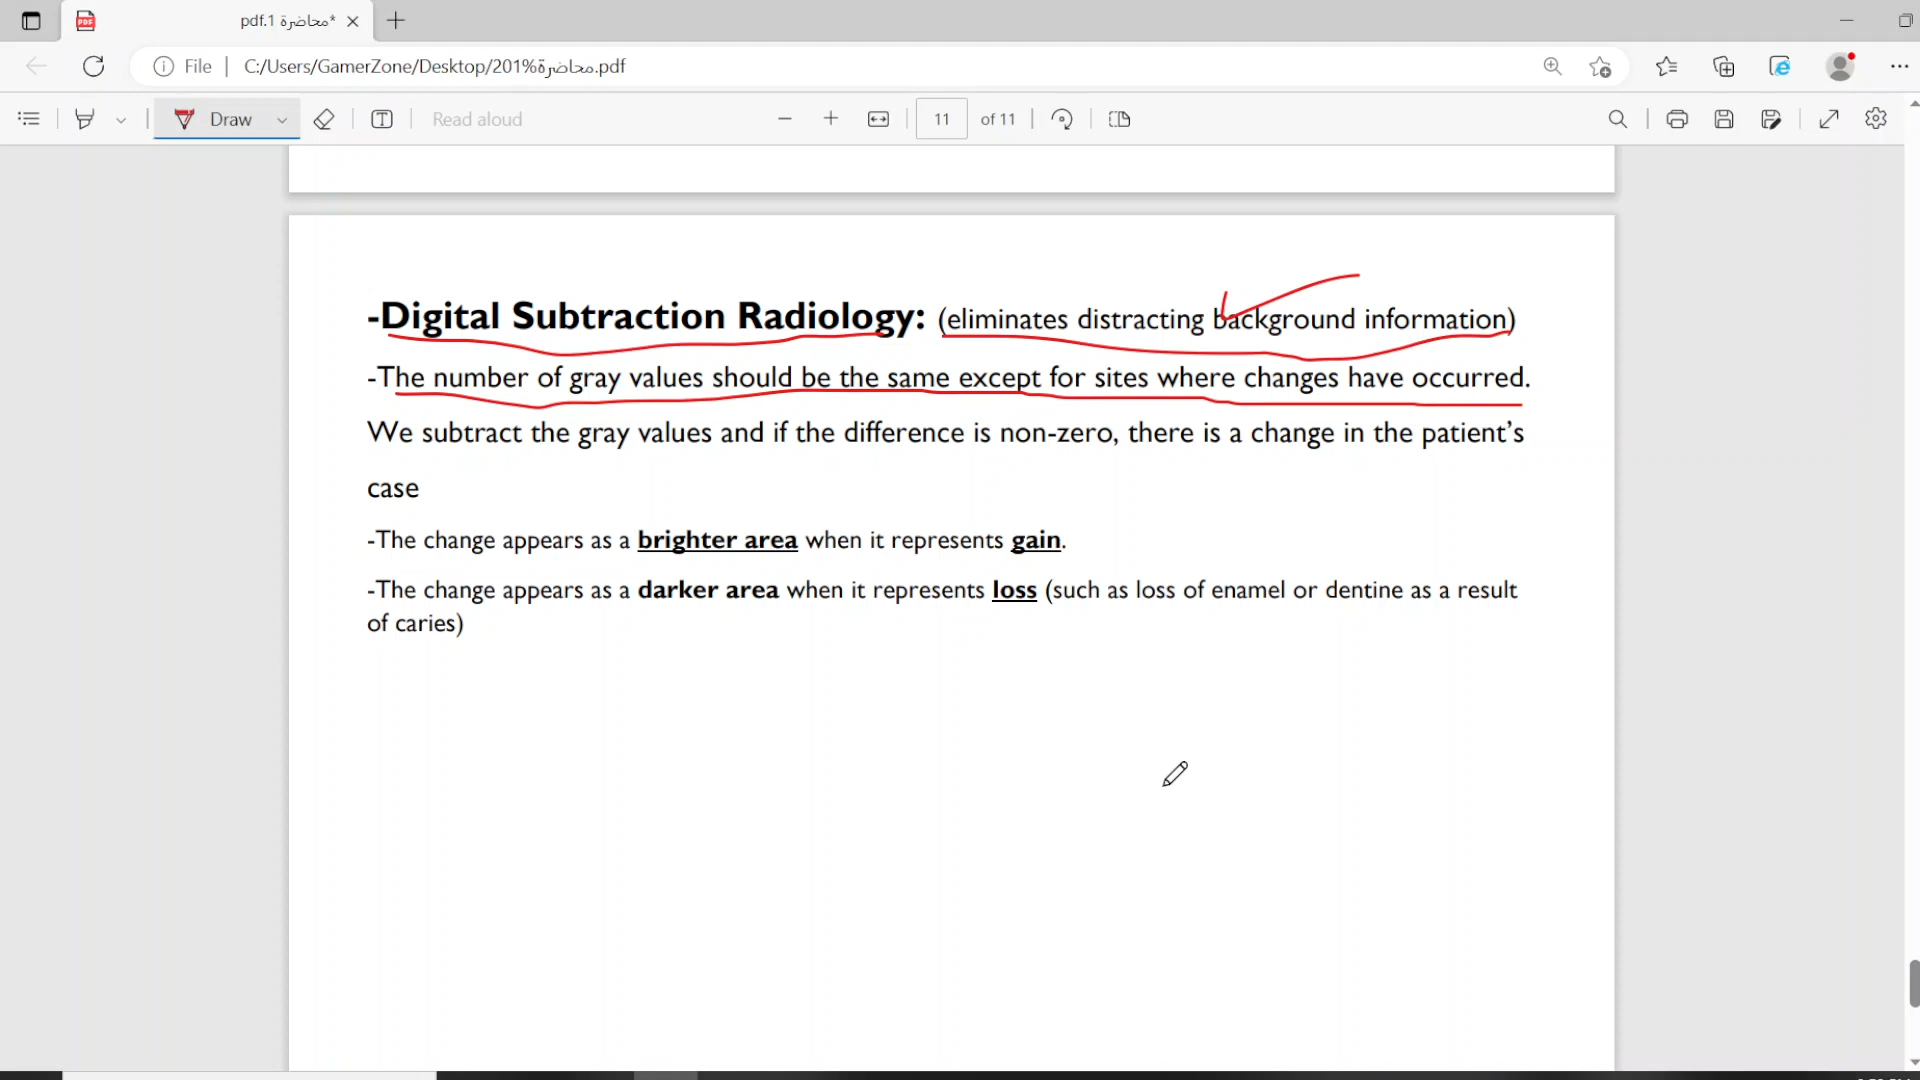 *محاضرة 1.pdf
File
C:/Users/GamerZone/Desktop/201%محاضرة.pdf
Draw
Read aloud
11
of 11
-Digital Subtraction Radiology: (eliminates distracting background information)
-The number of gray values should be the same except for sites where changes have occurred.
We subtract the gray values and if the difference is non-zero, there is a change in the patient's
case
-The change appears as a brighter area when it represents gain.
-The change appears as a darker area when it represents loss (such as loss of enamel or dentine as a result
of caries)